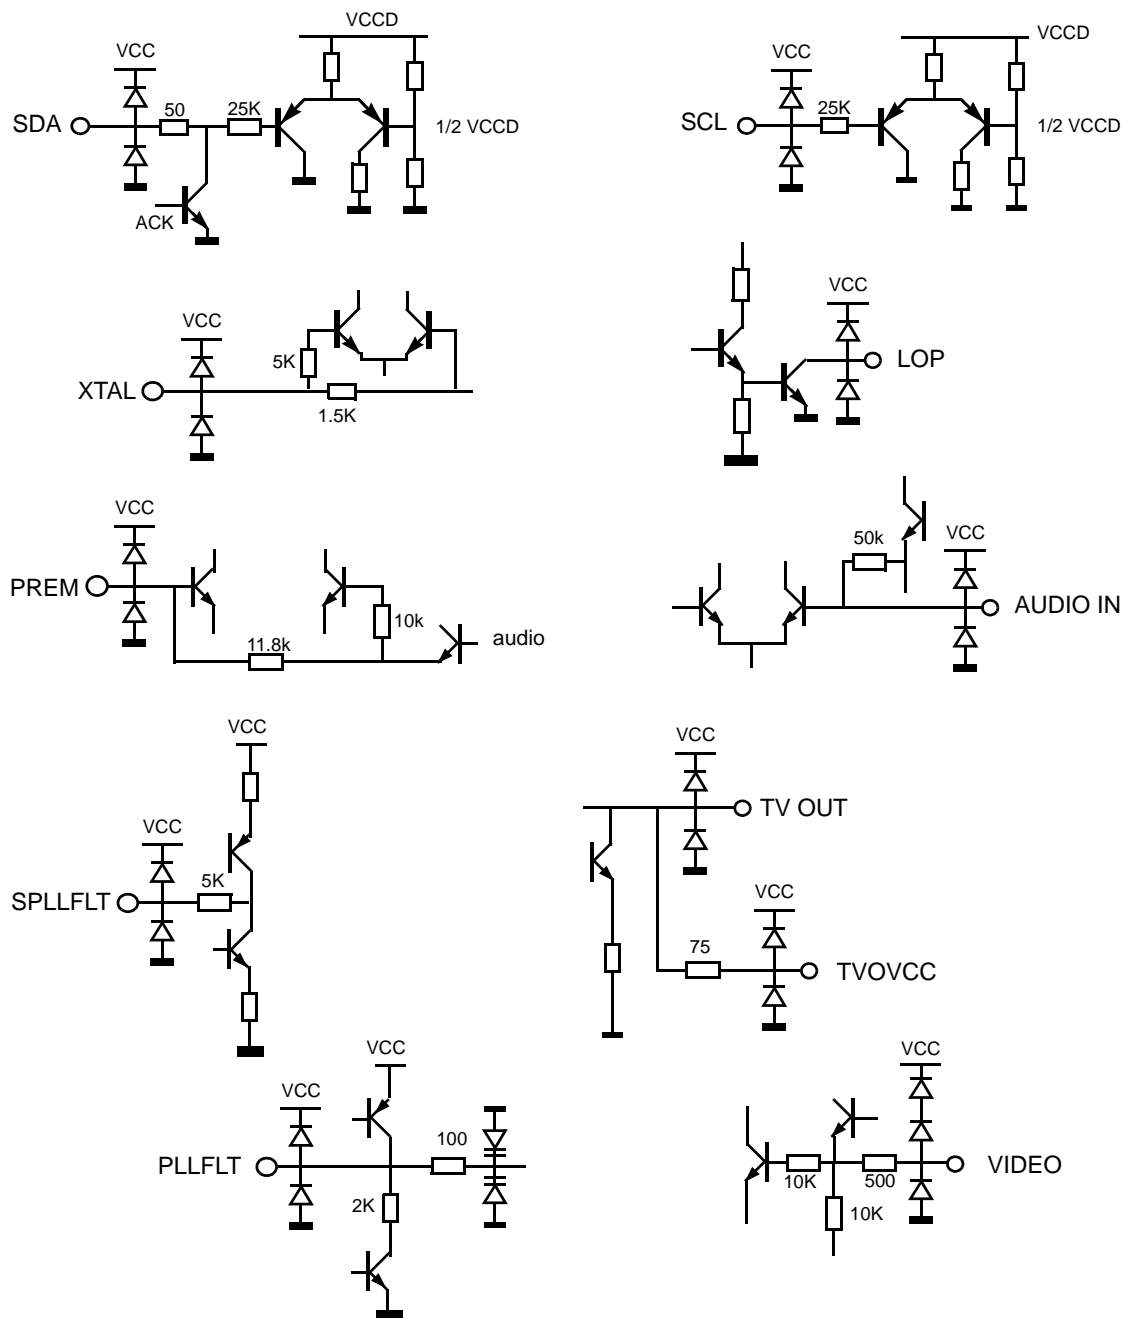 VCCD
VCC
50
25K
SDA
1/2 VCCD
ACK
VCCD
VCC
25K
SCL
1/2 VCCD
VCC
5K
XTAL
1.5K
VCC
LOP
VCC
PREM
10k
11.8k
audio
VCC
50k
AUDIO IN
VCC
VCC
5K
SPLLFLT
VCC
TV OUT
VCC
75
TVOVCC
VCC
VCC
100
PLLFLT
2K
VCC
VIDEO
10K
500
10K